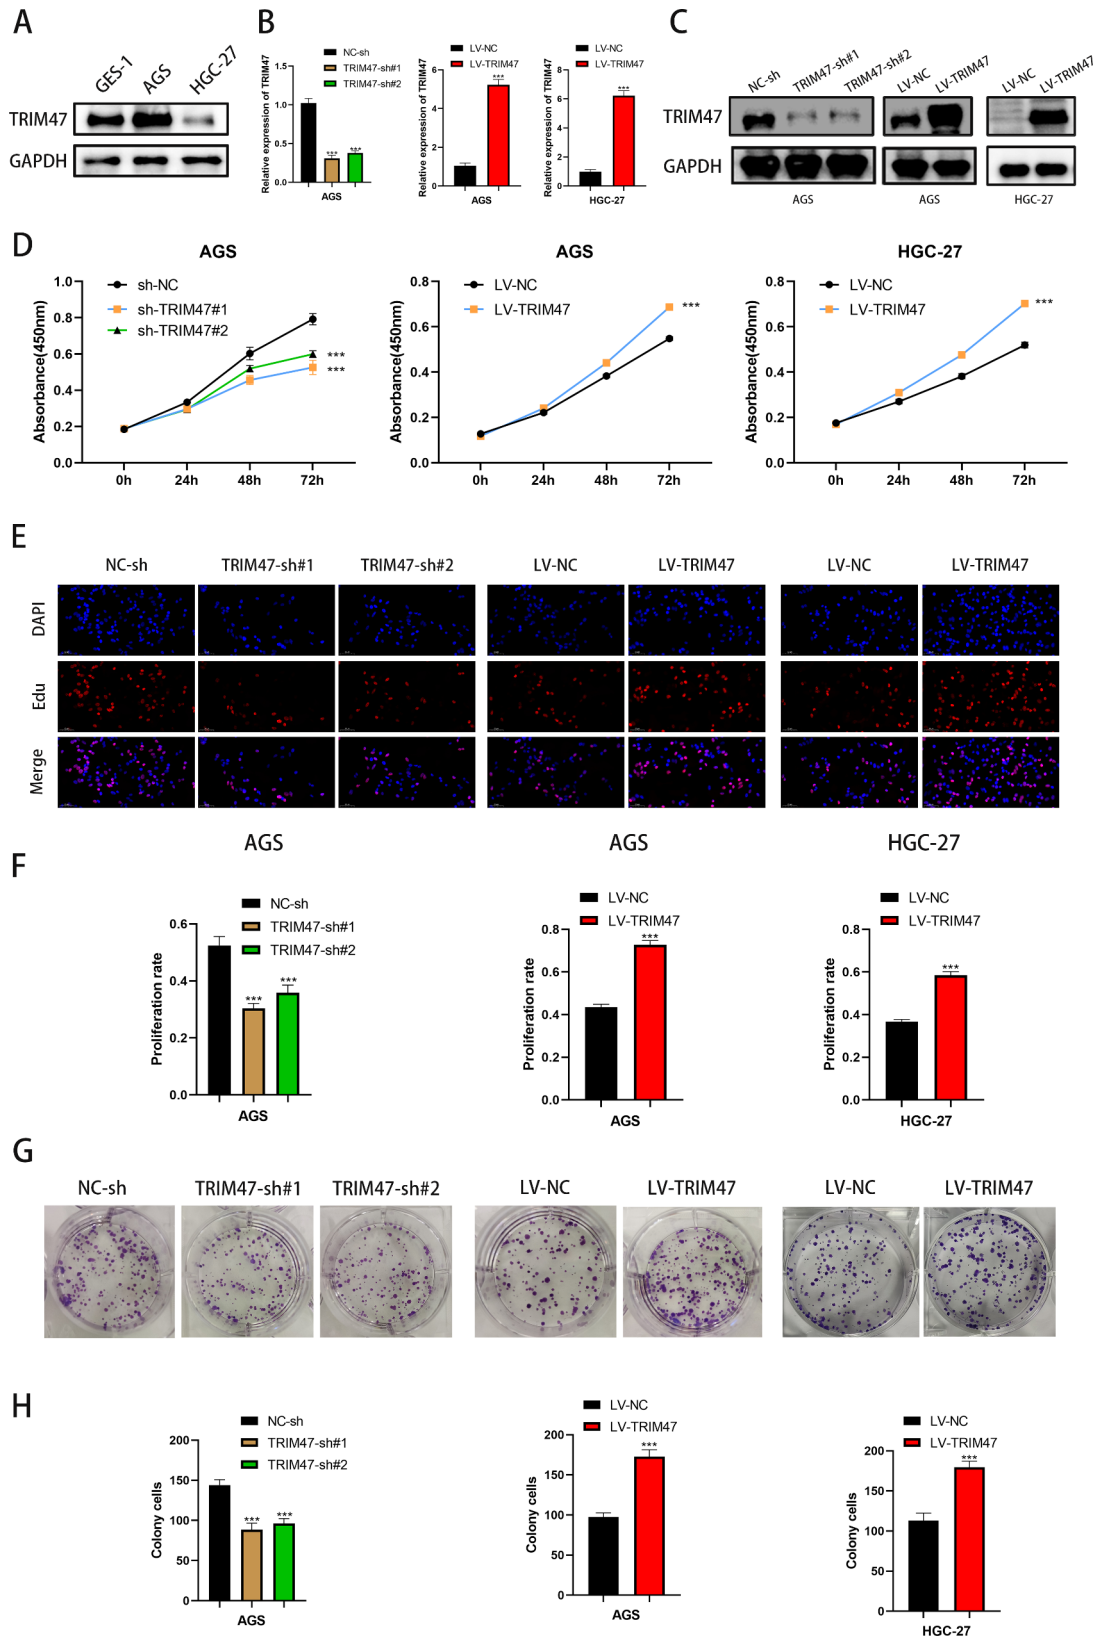 A
GES-1
AGS
HGC-27
TRIM47
GAPDH
B
NC-sh
TRIM47-sh#1
TRIM47-sh#2
Relative expression of TRIM47
1.5
1.0
0.5
0.0
***
***
AGS
LV-NC
LV-TRIM47
Relative expression of TRIM47
6
4
2
0
***
AGS
LV-NC
LV-TRIM47
Relative expression of TRIM47
8
6
4
2
0
***
HGC-27
C
NC-sh
TRIM47-sh#1
TRIM47-sh#2
LV-NC
LV-TRIM47
LV-NC
LV-TRIM47
TRIM47
GAPDH
AGS
AGS
HGC-27
D
AGS
sh-NC
sh-TRIM47#1
sh-TRIM47#2
Absorbance(450nm)
1.0
0.8
0.6
0.4
0.2
0.0
***
***
0h 24h 48h 72h
AGS
LV-NC
LV-TRIM47
Absorbance(450nm)
0.8
0.6
0.4
0.2
0.0
***
0h 24h 48h 72h
HGC-27
LV-NC
LV-TRIM47
Absorbance(450nm)
0.8
0.6
0.4
0.2
0.0
***
0h 24h 48h 72h
E
NC-sh TRIM47-sh#1 TRIM47-sh#2 LV-NC LV-TRIM47 LV-NC LV-TRIM47
DAPI
Edu
Merge
AGS AGS HGC-27
F
NC-sh
TRIM47-sh#1
TRIM47-sh#2
Proliferation rate
0.6
0.4
0.2
0.0
***
***
AGS
LV-NC
LV-TRIM47
Proliferation rate
0.8
0.6
0.4
0.2
0.0
***
AGS
LV-NC
LV-TRIM47
Proliferation rate
0.8
0.6
0.4
0.2
0.0
***
HGC-27
G
NC-sh TRIM47-sh#1 TRIM47-sh#2 LV-NC LV-TRIM47 LV-NC LV-TRIM47
H
NC-sh
TRIM47-sh#1
TRIM47-sh#2
Colony cells
200
150
100
50
0
***
***
AGS
LV-NC
LV-TRIM47
Colony cells
200
150
100
50
0
***
AGS
LV-NC
LV-TRIM47
Colony cells
200
150
100
50
0
***
HGC-27